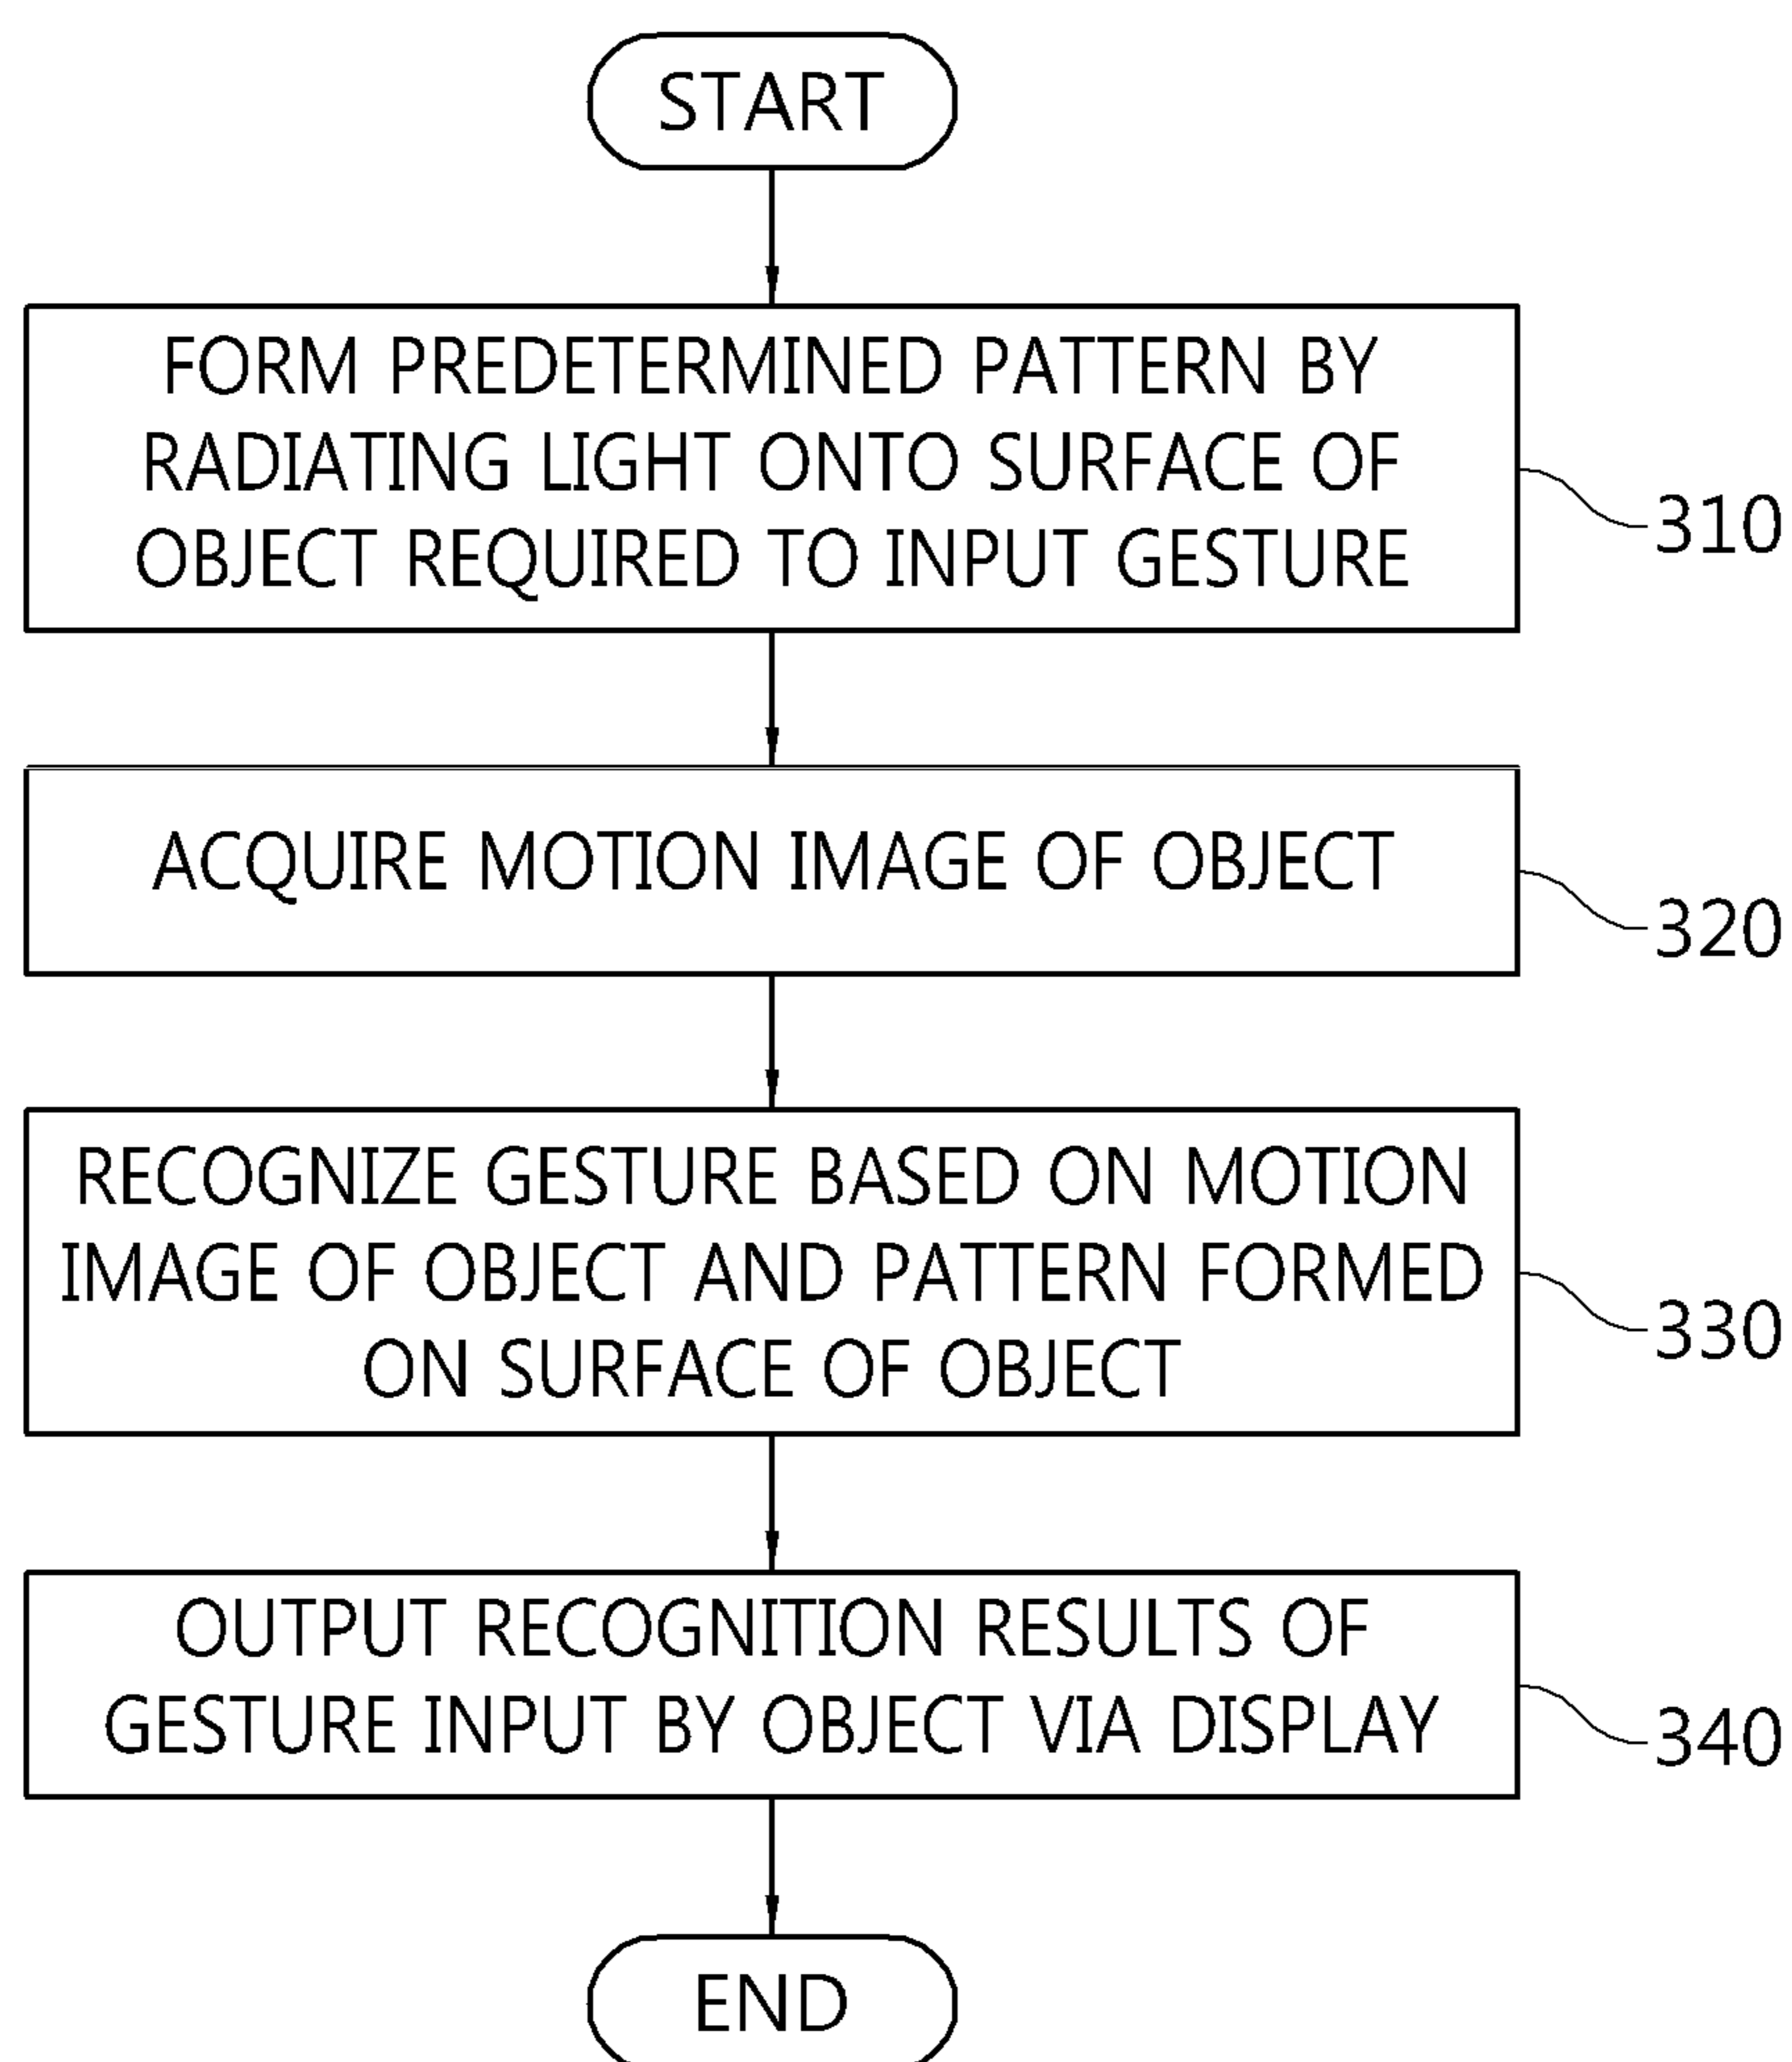 START
FORM PREDETERMINED PATTERN BY
RADIATING LIGHT ONTO SURFACE OF
OBJECT REQUIRED TO INPUT GESTURE
310
ACQUIRE MOTION IMAGE OF OBJECT
320
RECOGNIZE GESTURE BASED ON MOTION
IMAGE OF OBJECT AND PATTERN FORMED
ON SURFACE OF OBJECT
330
OUTPUT RECOGNITION RESULTS OF
GESTURE INPUT BY OBJECT VIA DISPLAY
340
END